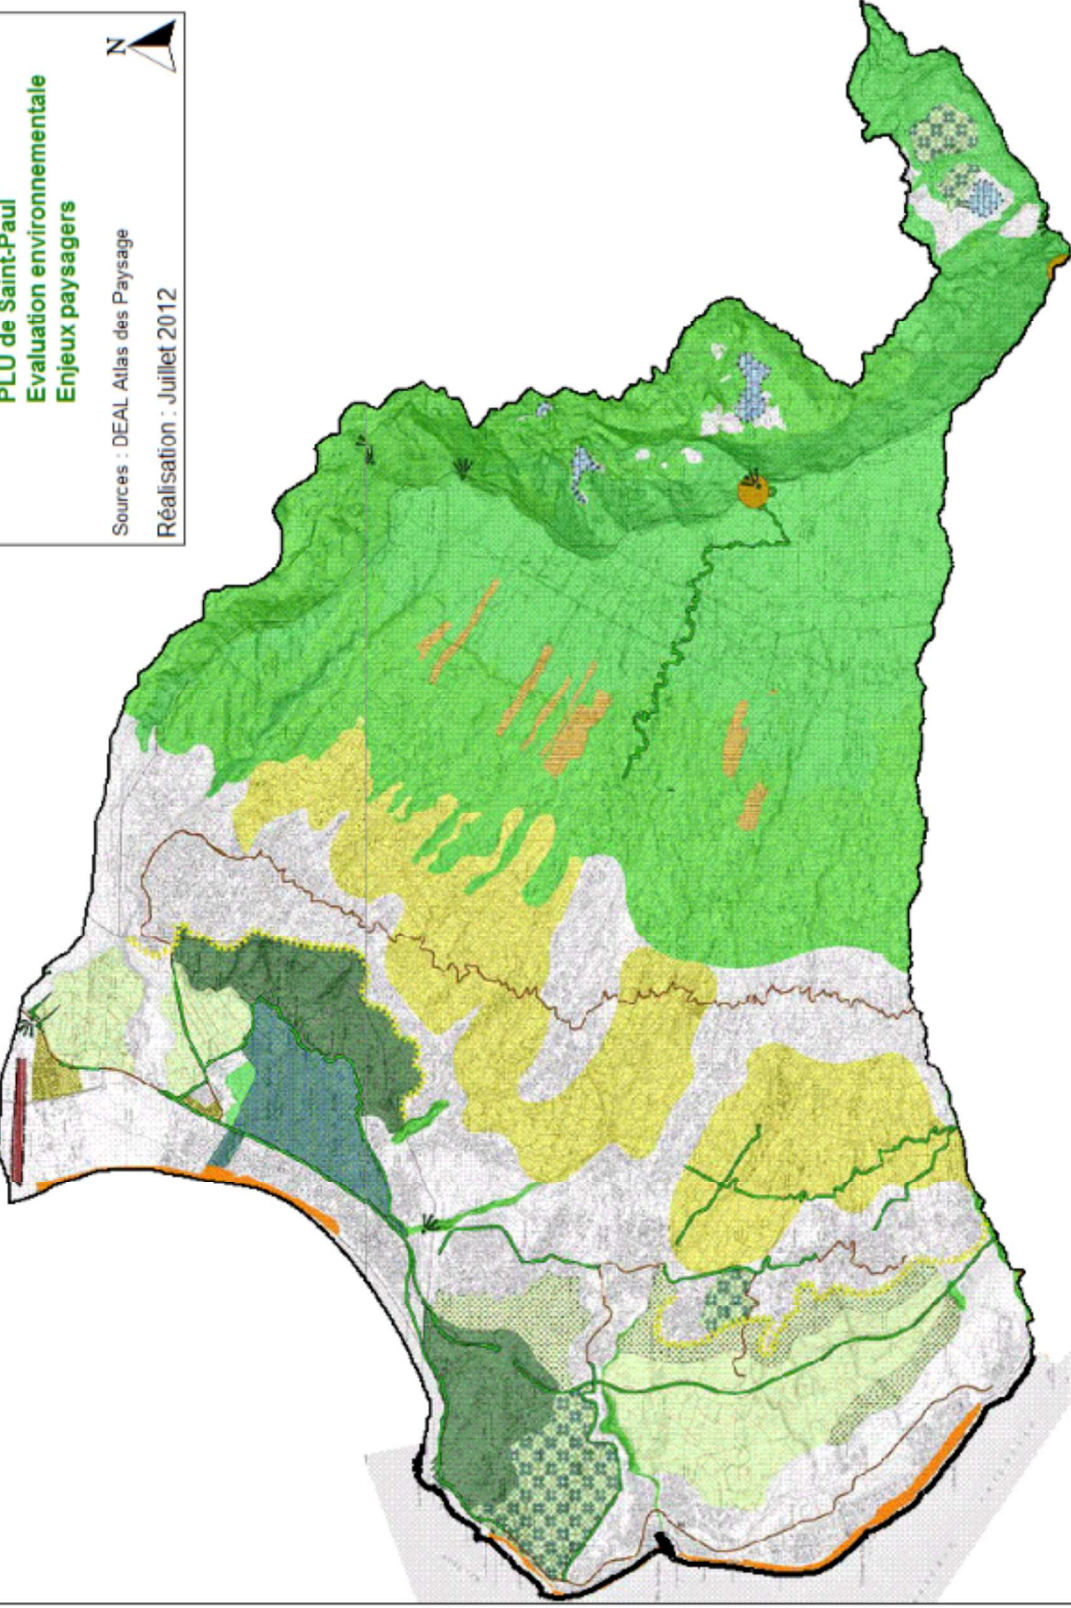 PLU de Saint-Paul
Evaluation environnementale
Enjeux paysagers
N
Sources : DEAL Atlas des Paysage
Réalisation : Juillet 2012